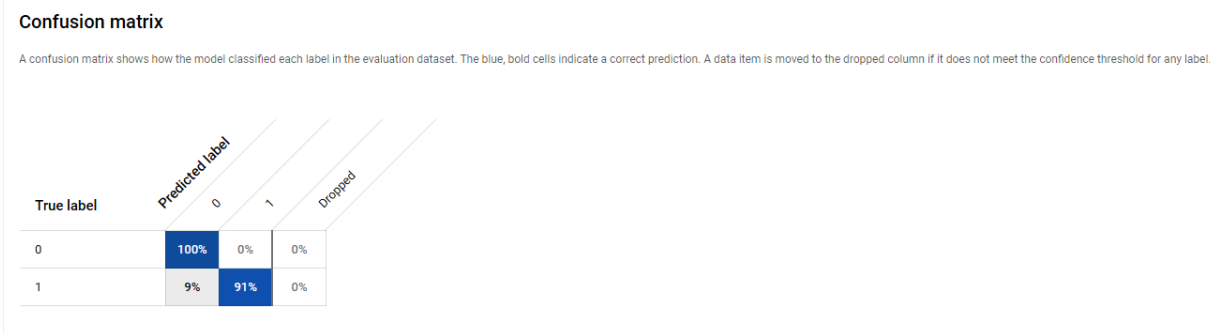 Confusion matrix
A confusion matrix shows how the model classified each label in the evaluation dataset. The blue, bold cells indicate a correct prediction. A data item is moved to the dropped column if it does not meet the confidence threshold for any label.
Predicted label
True label 0 1 Dropped
0 100% 0% 0%
1 9% 91% 0%